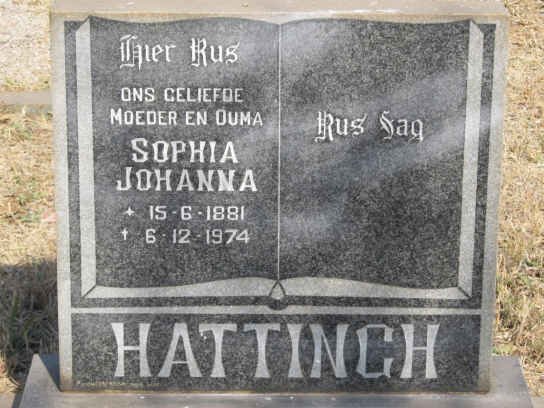 Hier Rus
ONS GELIEFDE
MOEDER EN OUMA
SOPHIA
JOHANNA
* 15-6-1881
† 6-12-1974
Rus Sag
HATTINGH